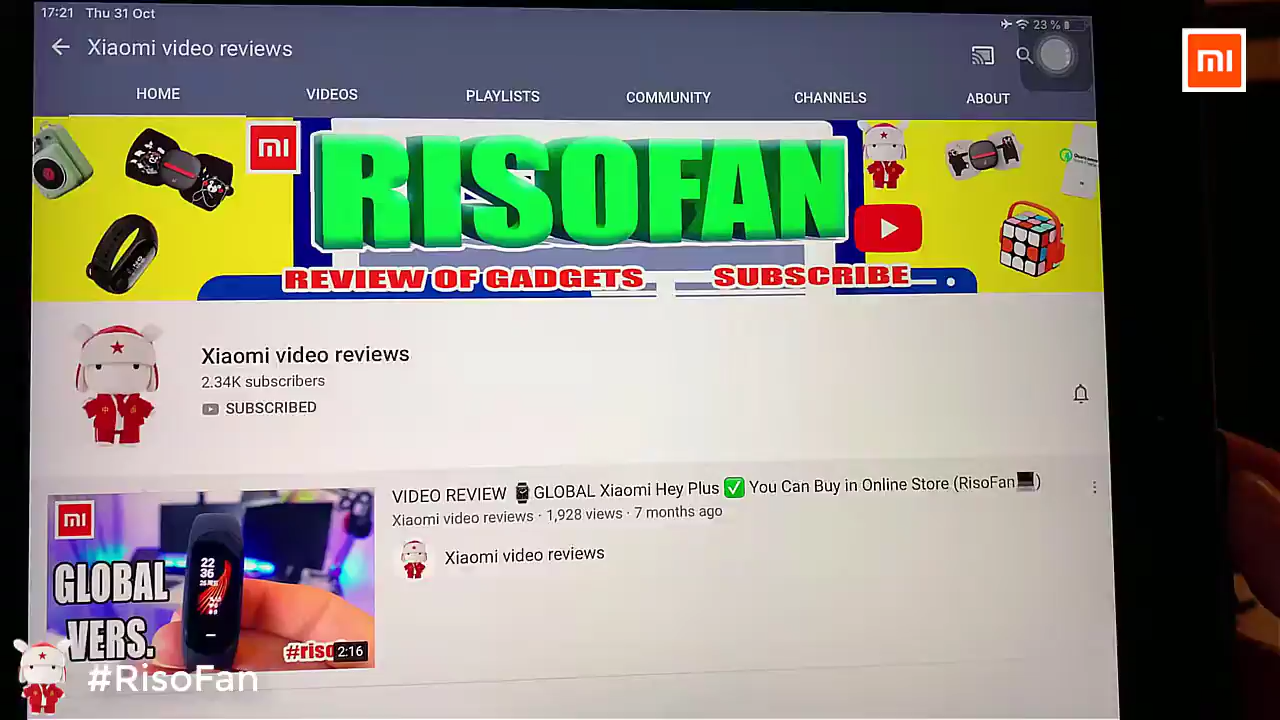 17:21 Thu 31 Oct
23 %
Xiaomi video reviews
HOME VIDEOS PLAYLISTS COMMUNITY CHANNELS ABOUT
mi
mi
RISOFAN
REVIEW OF GADGETS SUBSCRIBE
Xiaomi video reviews
2.34K subscribers
SUBSCRIBED
VIDEO REVIEW ⌚GLOBAL Xiaomi Hey Plus ✅ You Can Buy in Online Store (RisoFan💻)
Xiaomi video reviews · 1,928 views · 7 months ago
Xiaomi video reviews
mi
GLOBAL
VERS.
22
36
#riso
2:16
#RisoFan